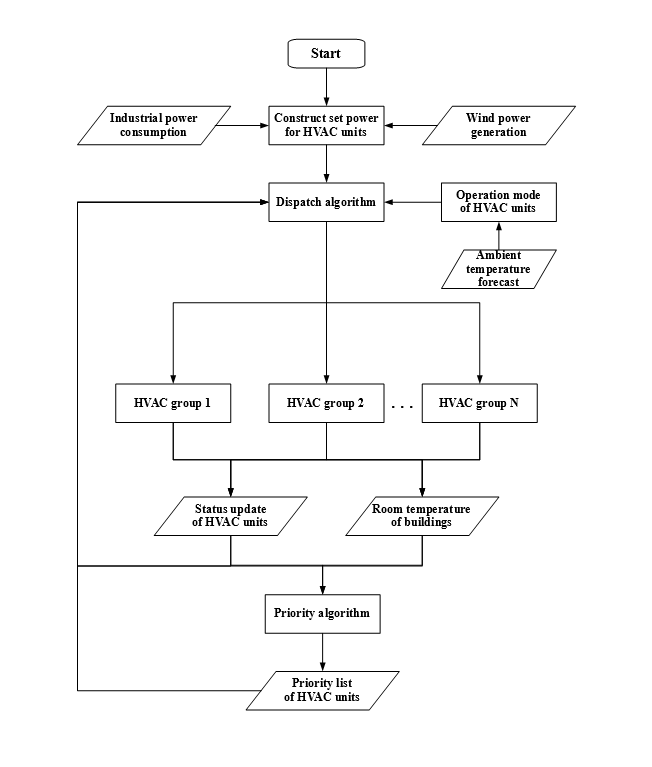 Start
Industrial power
consumption
Construct set power
for HVAC units
Wind power
generation
Dispatch algorithm
Operation mode
of HVAC units
Ambient
temperature
forecast
HVAC group 1
HVAC group 2
. . .
HVAC group N
Status update
of HVAC units
Room temperature
of buildings
Priority algorithm
Priority list
of HVAC units